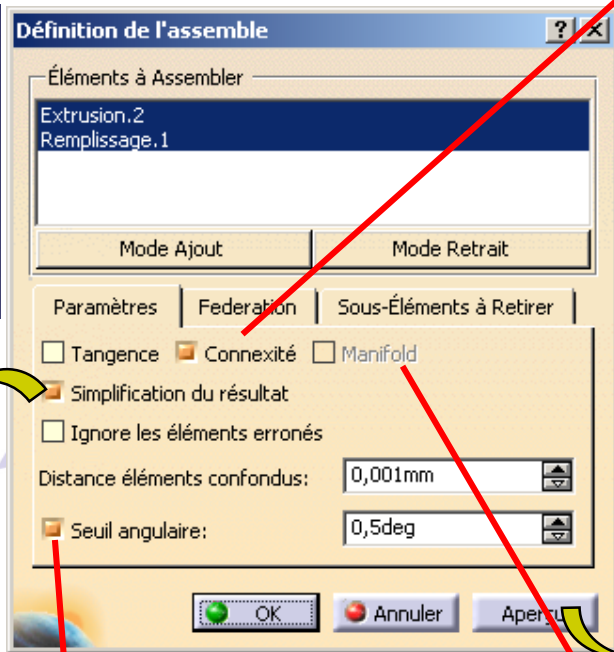 Définition de l'assemble
Éléments à Assembler
Extrusion.2
Remplissage.1
Mode Ajout Mode Retrait
Paramètres Federation Sous-Éléments à Retirer
Tangence Connexité Manifold
Simplification du résultat
Ignore les éléments erronés
Distance éléments confondus: 0,001mm
Seuil angulaire: 0,5deg
OK Annuler Aperçu